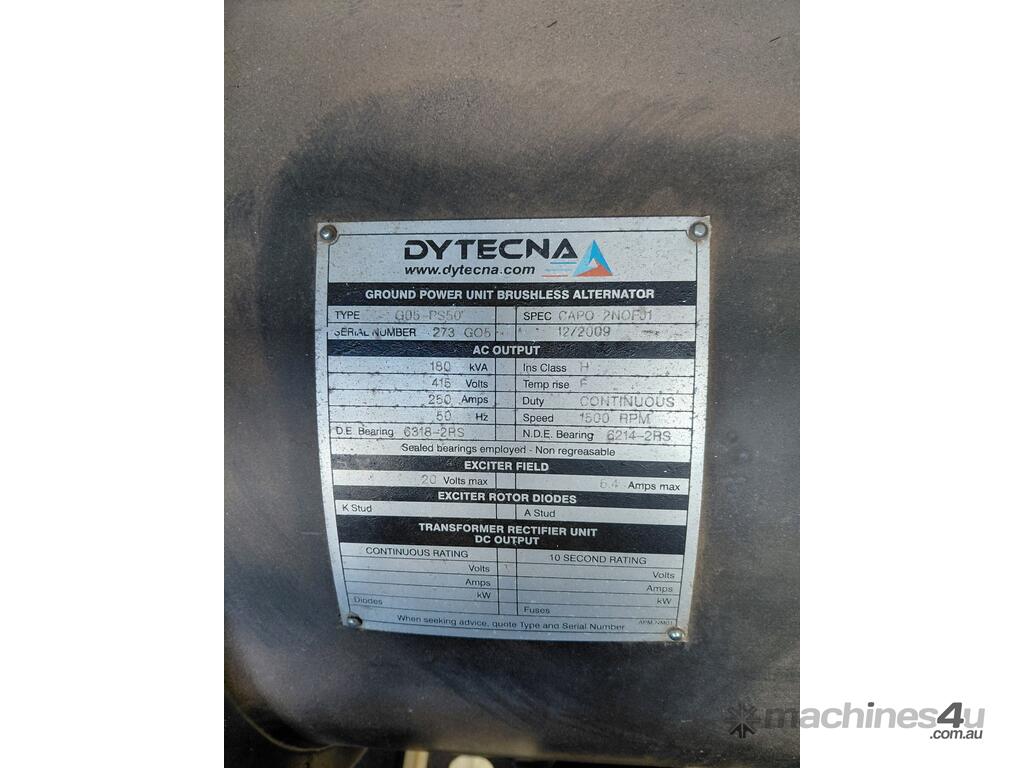 DYTECNA
www.dytecna.com
GROUND POWER UNIT BRUSHLESS ALTERNATOR
TYPE G05-PS50 SPEC CAPO 2NOF01
SERIAL NUMBER 273 G05 12/2009
AC OUTPUT
180 kVA Ins Class H
415 Volts Temp rise F
250 Amps Duty CONTINUOUS
50 Hz Speed 1500 RPM
D.E. Bearing 6318-2RS N.D.E. Bearing 6214-2RS
Sealed bearings employed - Non regreasable
EXCITER FIELD
20 Volts max 6.4 Amps max
EXCITER ROTOR DIODES
K Stud A Stud
TRANSFORMER RECTIFIER UNIT
DC OUTPUT
CONTINUOUS RATING 10 SECOND RATING
Volts Volts
Amps Amps
kW kW
Diodes Fuses
When seeking advice, quote Type and Serial Number
machines4u
.com.au